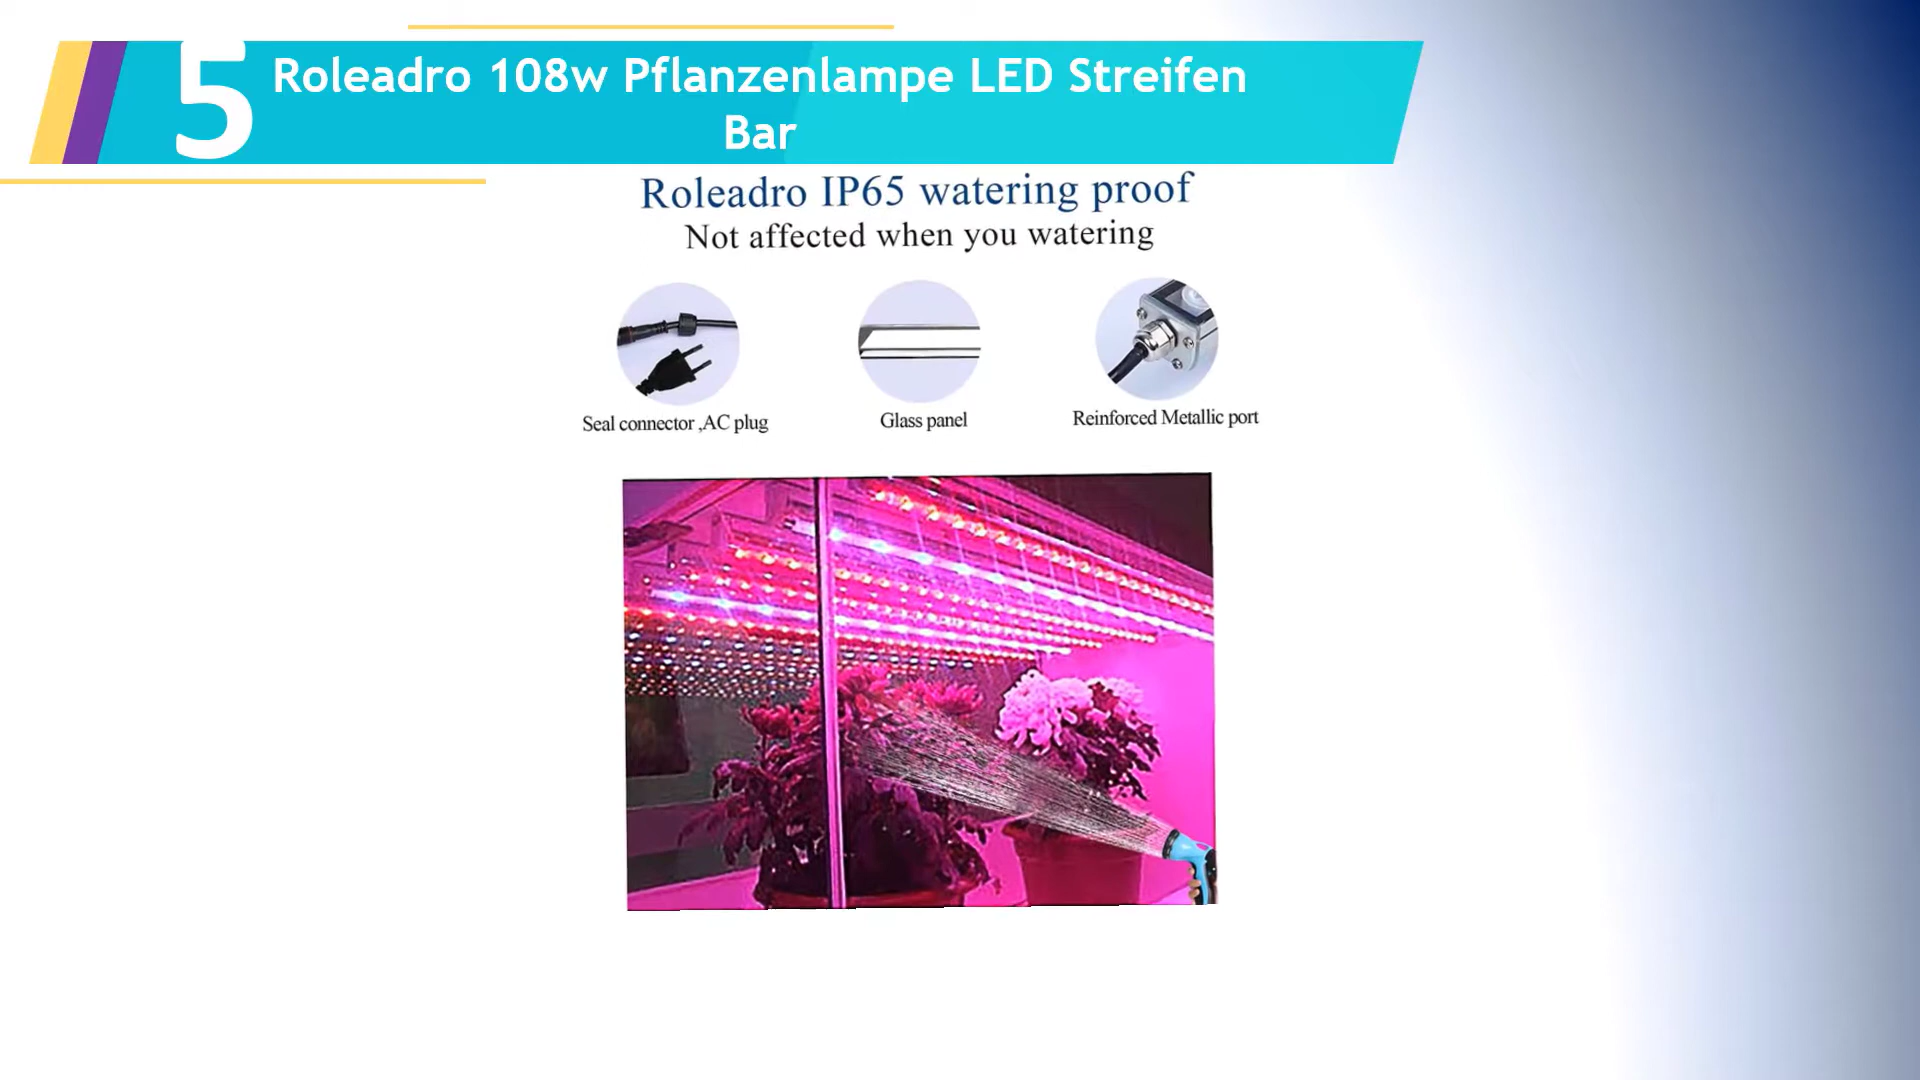 5
Roleadro 108w Pflanzenlampe LED Streifen
Bar
Roleadro IP65 watering proof
Not affected when you watering
Seal connector ,AC plug
Glass panel
Reinforced Metallic port